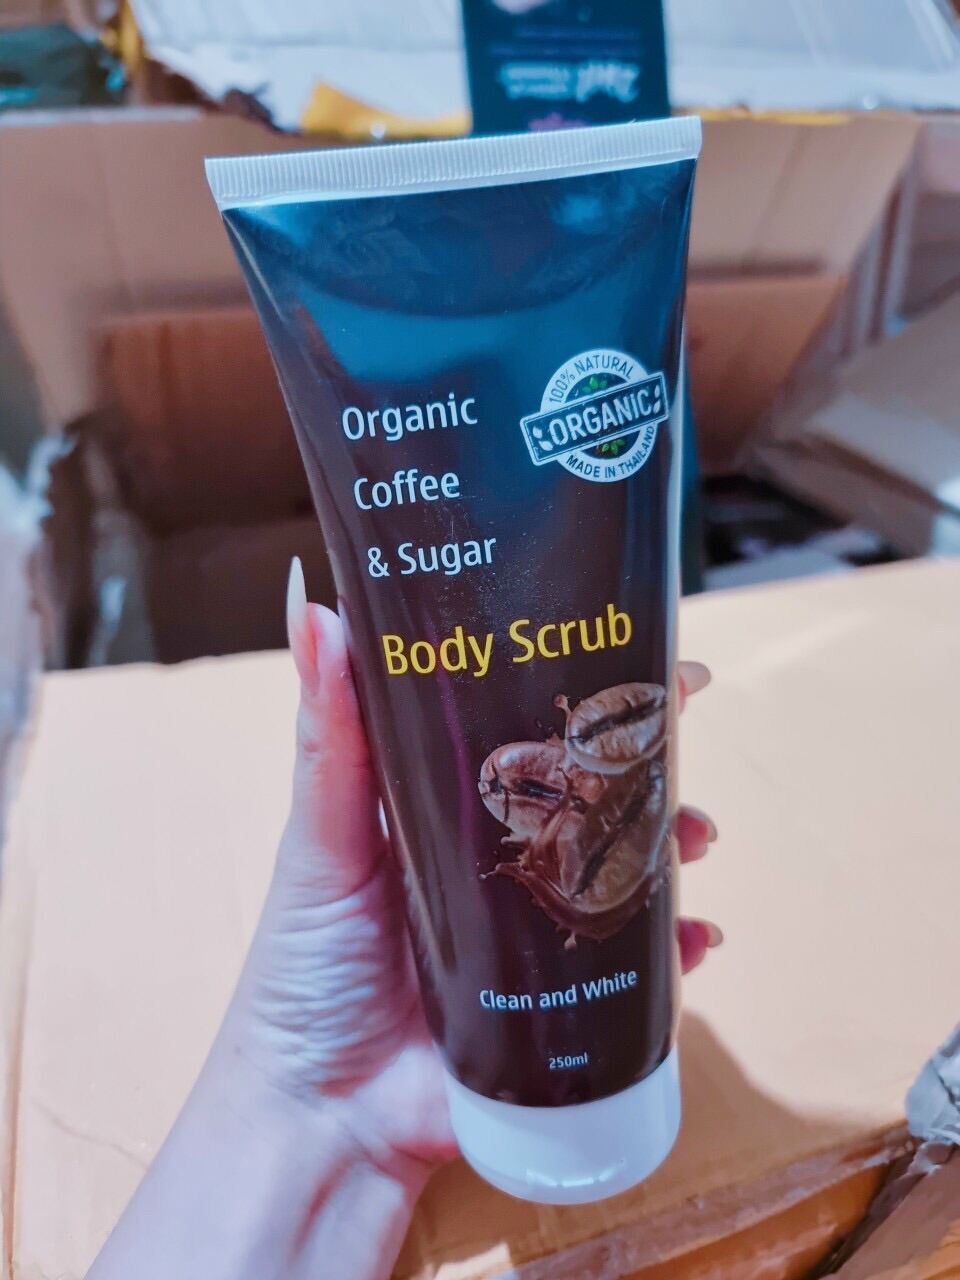 100% NATURAL
ORGANIC
MADE IN THAILAND
Organic
Coffee
& Sugar
Body Scrub
Clean and White
250ml